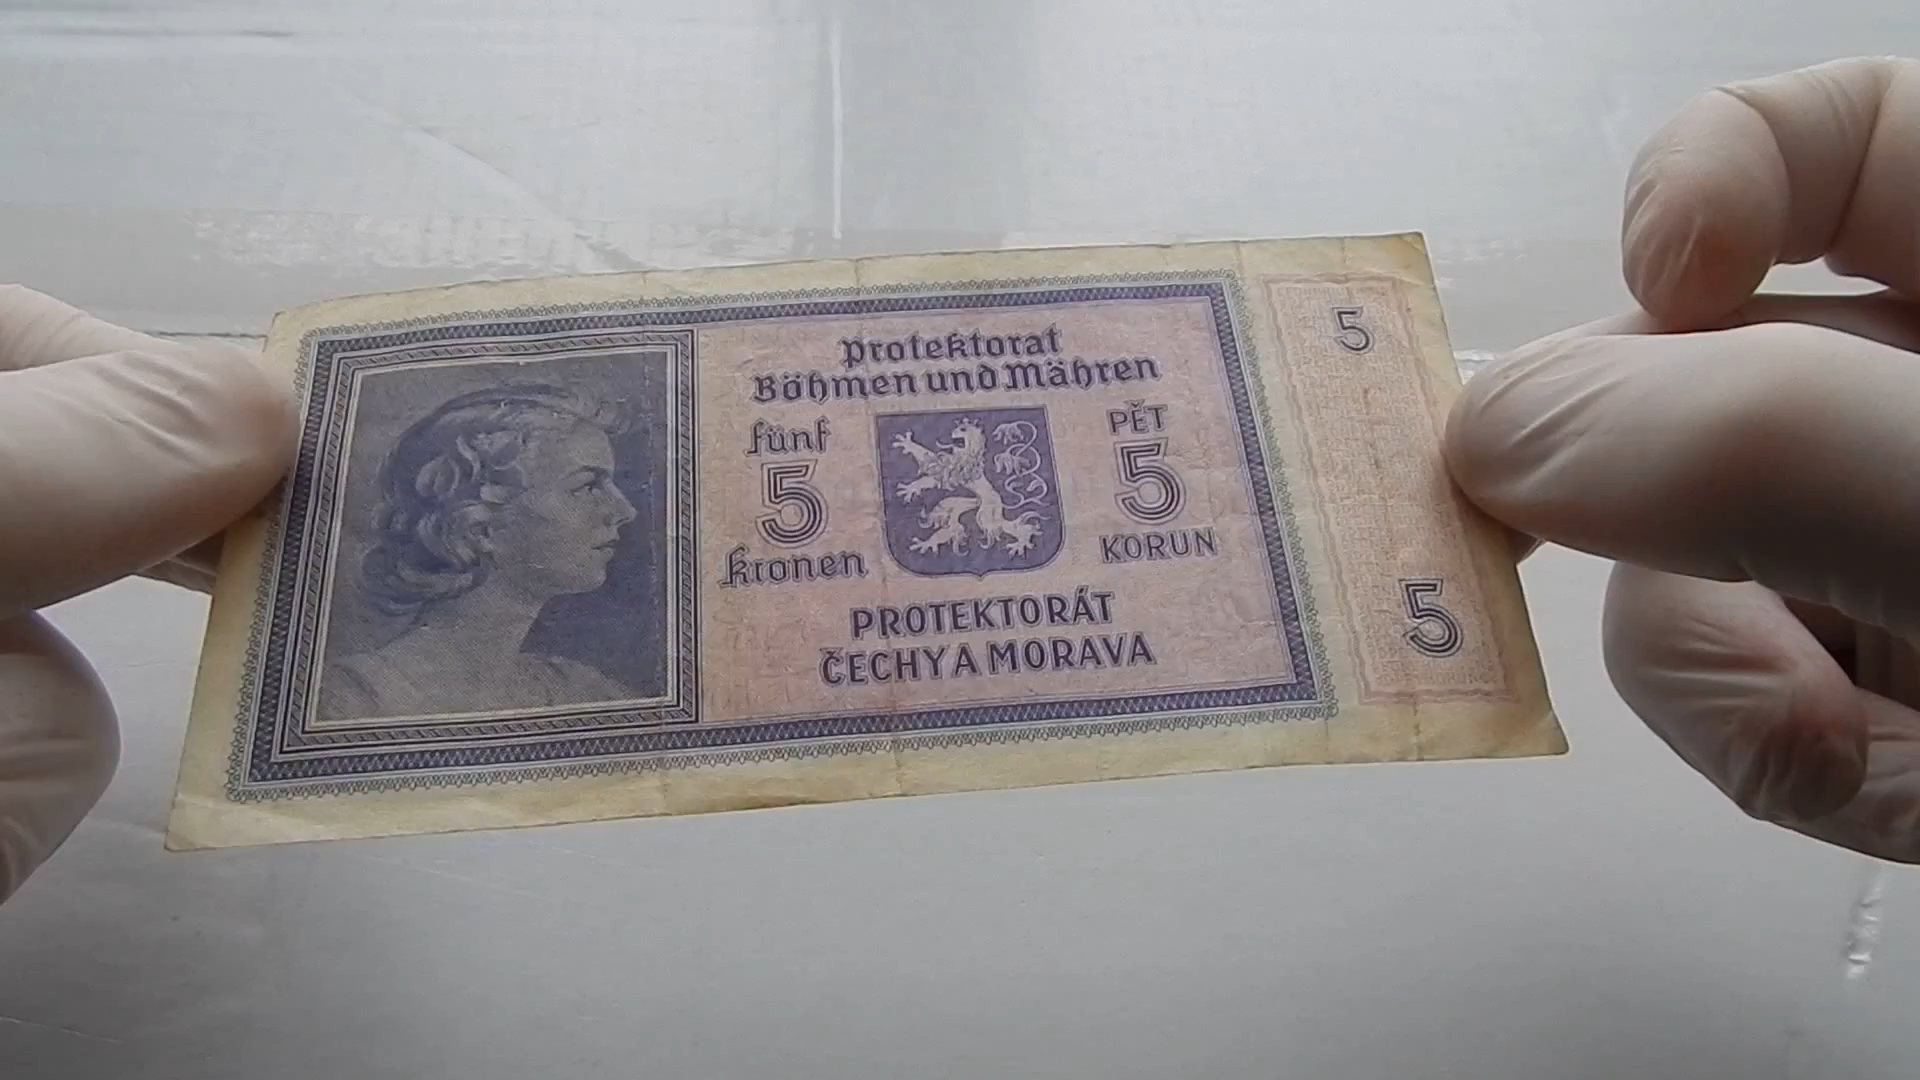 Protektorat
Böhmen und Mähren
fünf
5
kronen
PĚT
5
KORUN
PROTEKTORÁT
ČECHY A MORAVA
5
5